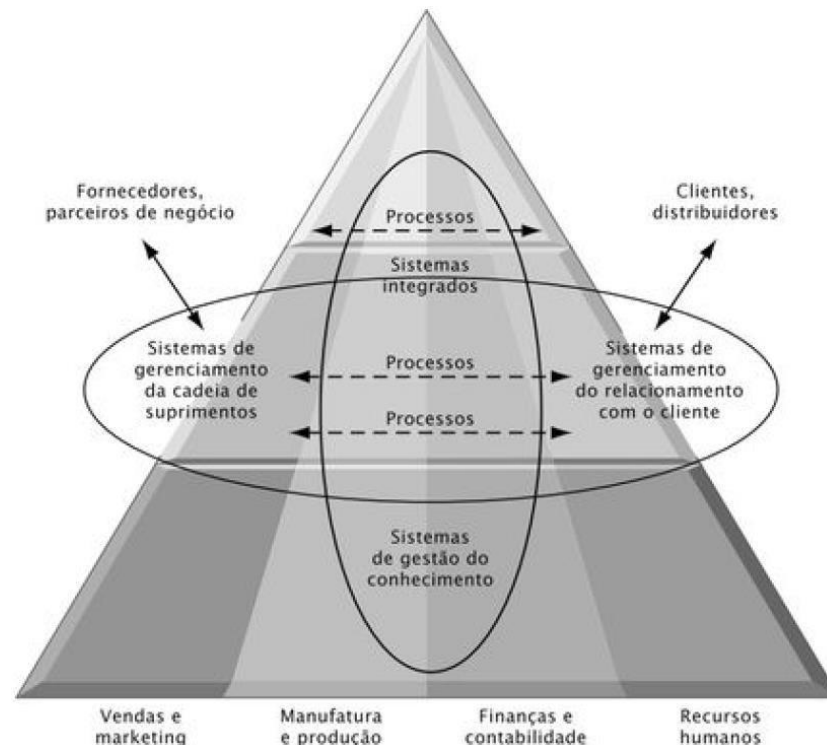 Fornecedores,
parceiros de negócio
Clientes,
distribuidores
Processos
Sistemas
integrados
Sistemas de
gerenciamento
da cadeia de
suprimentos
Processos
Processos
Sistemas de
gerenciamento
do relacionamento
com o cliente
Sistemas
de gestão do
conhecimento
Vendas e
marketing
Manufatura
e produção
Finanças e
contabilidade
Recursos
humanos